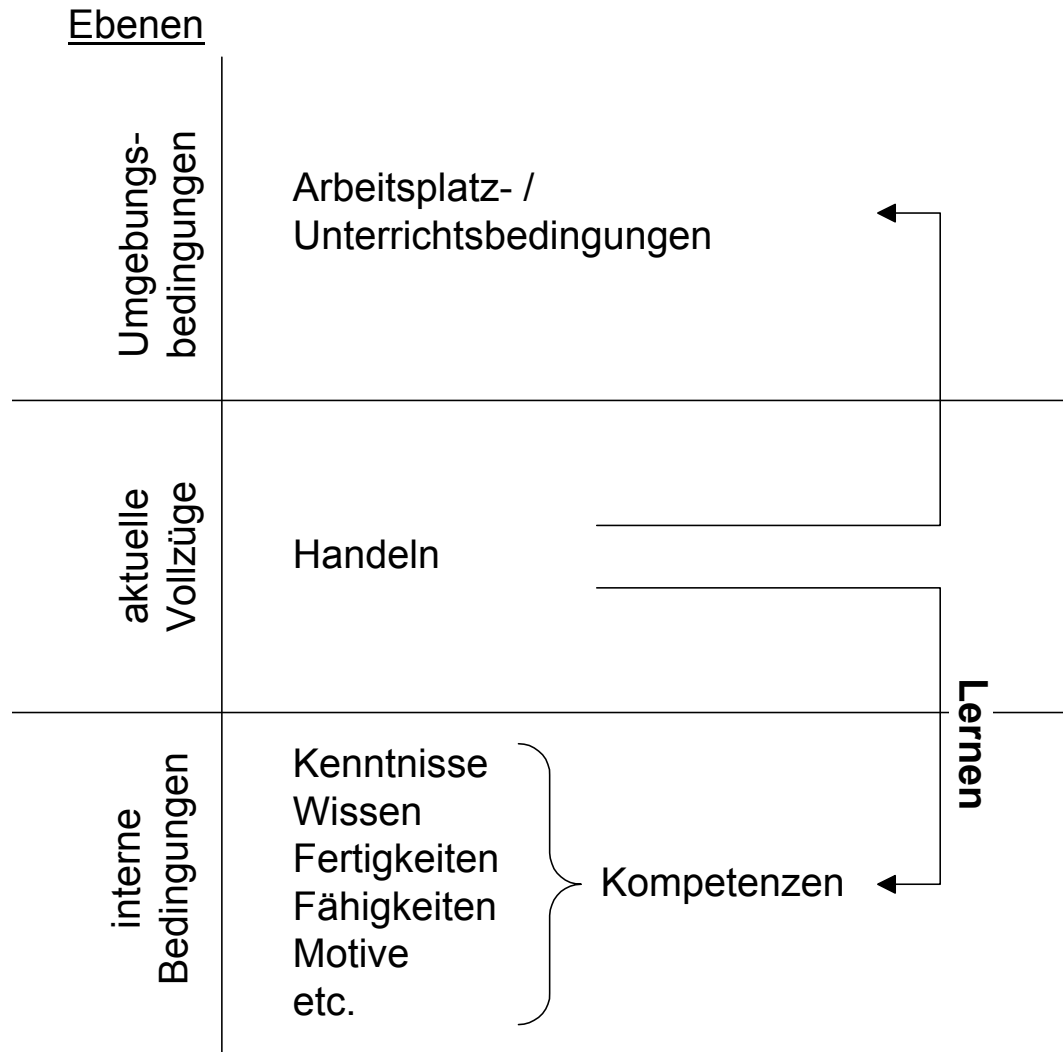 Ebenen
Umgebungs-
bedingungen
Arbeitsplatz- /
Unterrichtsbedingungen
aktuelle
Vollzüge
Handeln
Lernen
interne
Bedingungen
Kenntnisse
Wissen
Fertigkeiten
Fähigkeiten
Motive
etc.
Kompetenzen